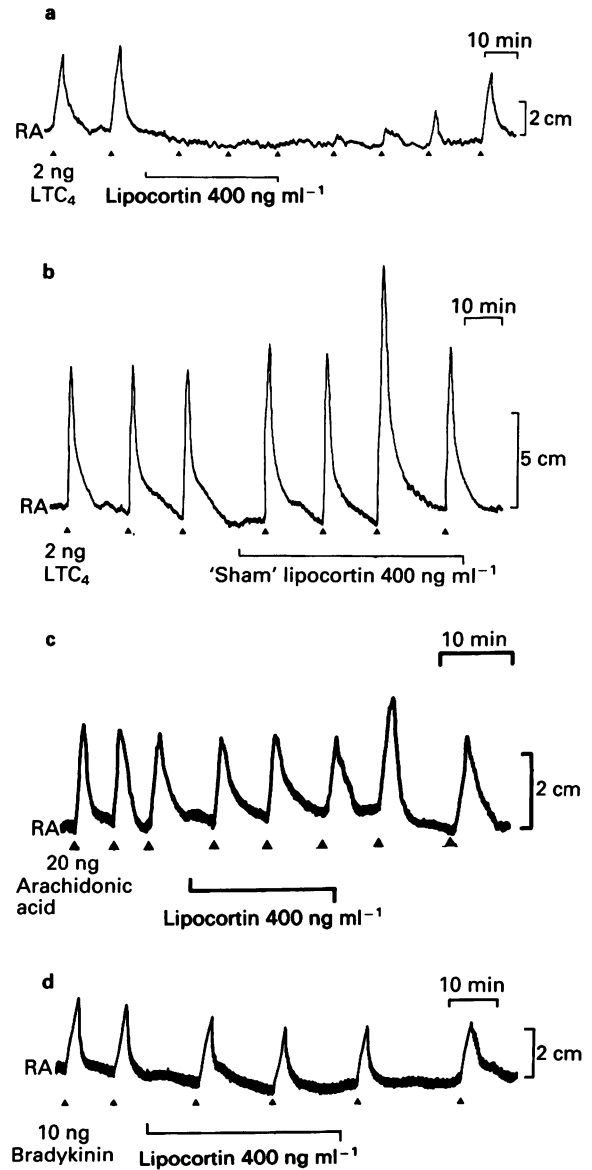 a
10 min
RA
2 cm
2 ng
LTC₄
Lipocortin 400 ng ml⁻¹
b
10 min
5 cm
RA
2 ng
LTC₄
‘Sham’ lipocortin 400 ng ml⁻¹
c
10 min
2 cm
RA
20 ng
Arachidonic
acid
Lipocortin 400 ng ml⁻¹
d
10 min
2 cm
RA
10 ng
Bradykinin
Lipocortin 400 ng ml⁻¹